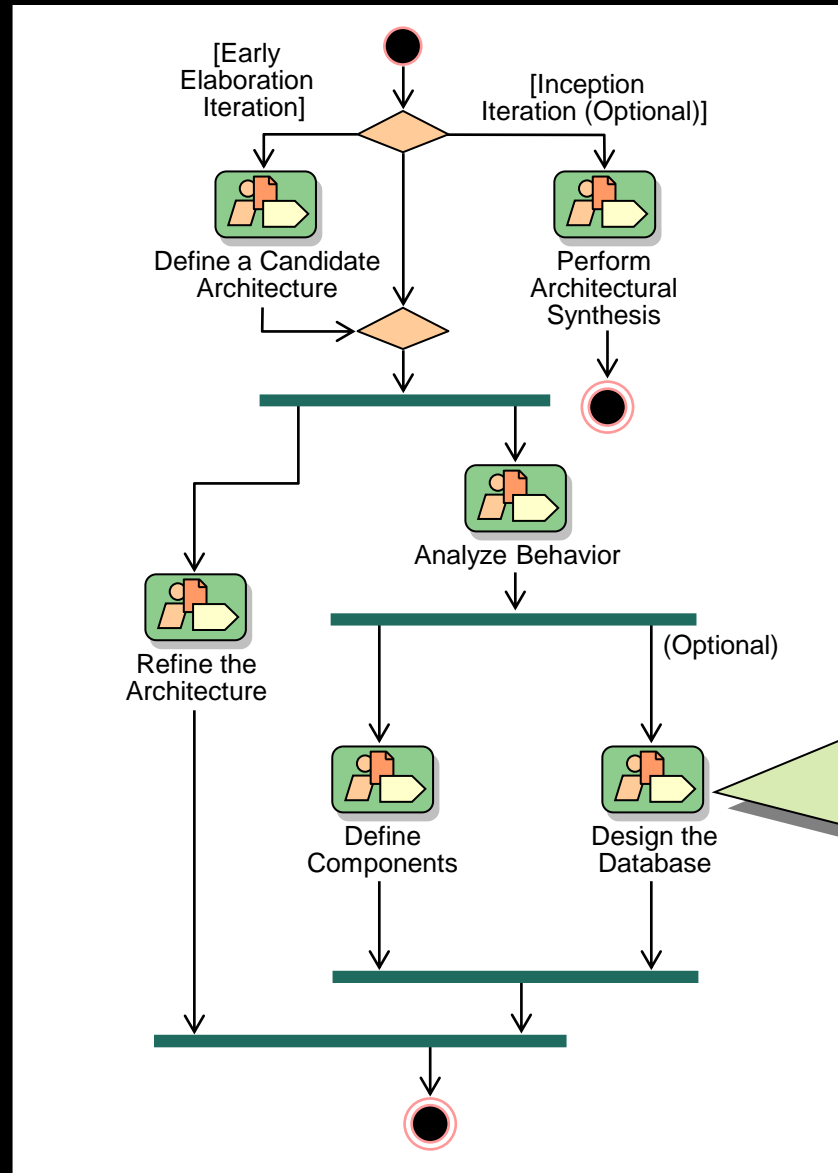 [Early
Elaboration
Iteration]
[Inception
Iteration (Optional)]
Define a Candidate
Architecture
Perform
Architectural
Synthesis
Analyze Behavior
(Optional)
Refine the
Architecture
Define
Components
Design the
Database